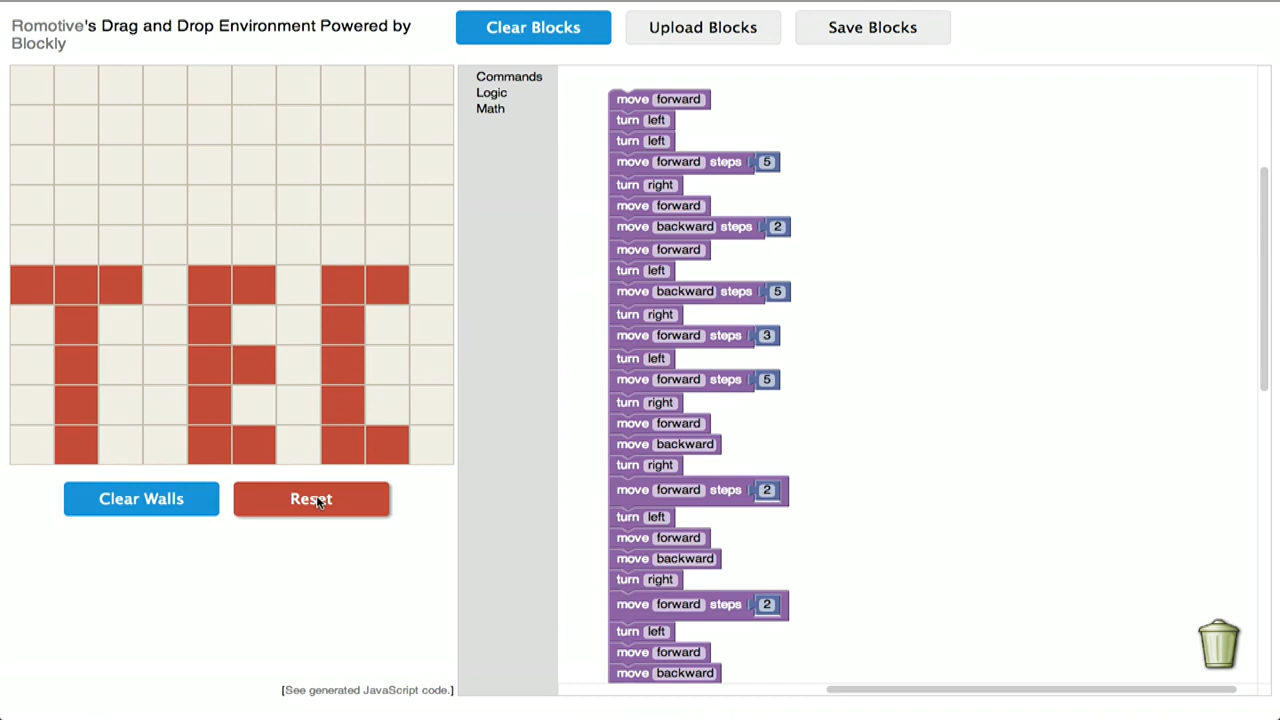 Romotive's Drag and Drop Environment Powered by
Blockly
Clear Blocks
Upload Blocks
Save Blocks
Commands
Logic
Math
move forward
turn left
turn left
move forward steps 5
turn right
move forward
move backward steps 2
move forward
turn left
move backward steps 5
turn right
move forward steps 3
turn left
move forward steps 5
turn right
move forward
move backward
turn right
move forward steps 2
turn left
move forward
move backward
turn right
move forward steps 2
turn left
move forward
move backward
Clear Walls
Reset
[See generated JavaScript code.]